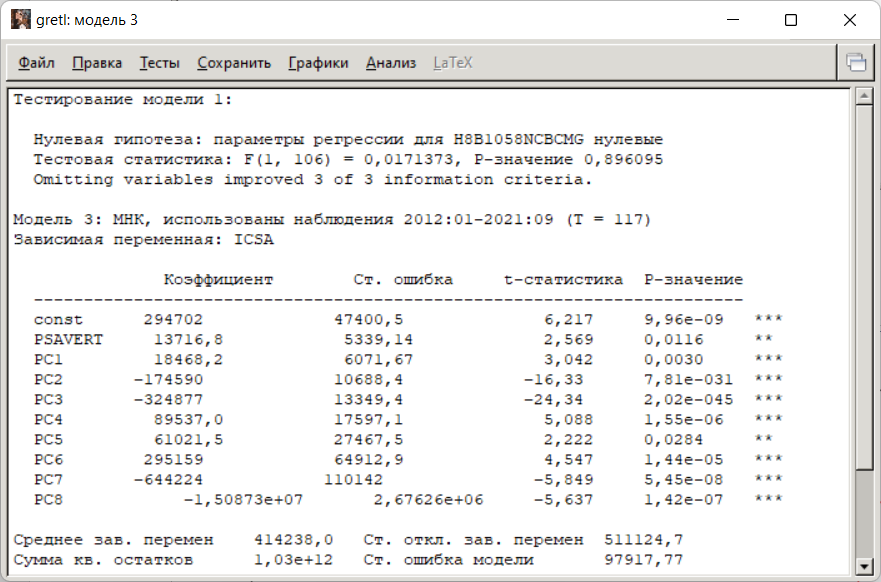 gretl: модель 3
Файл Правка Тесты Сохранить Графики Анализ LaTeX
Тестирование модели 1:
Нулевая гипотеза: параметры регрессии для H8B1058NCBCMG нулевые
Тестовая статистика: F(1, 106) = 0,0171373, P-значение 0,896095
Omitting variables improved 3 of 3 information criteria.
Модель 3: МНК, использованы наблюдения 2012:01-2021:09 (T = 117)
Зависимая переменная: ICSA
Коэффициент Ст. ошибка t-статистика P-значение
-----------------------------------------------------------------------
const 294702 47400,5 6,217 9,96e-09 ***
PSAVERT 13716,8 5339,14 2,569 0,0116 **
PC1 18468,2 6071,67 3,042 0,0030 ***
PC2 -174590 10688,4 -16,33 7,81e-031 ***
PC3 -324877 13349,4 -24,34 2,02e-045 ***
PC4 89537,0 17597,1 5,088 1,55e-06 ***
PC5 61021,5 27467,5 2,222 0,0284 **
PC6 295159 64912,9 4,547 1,44e-05 ***
PC7 -644224 110142 -5,849 5,45e-08 ***
PC8 -1,50873e+07 2,67626e+06 -5,637 1,42e-07 ***
Среднее зав. перемен 414238,0 Ст. откл. зав. перемен 511124,7
Сумма кв. остатков 1,03e+12 Ст. ошибка модели 97917,77